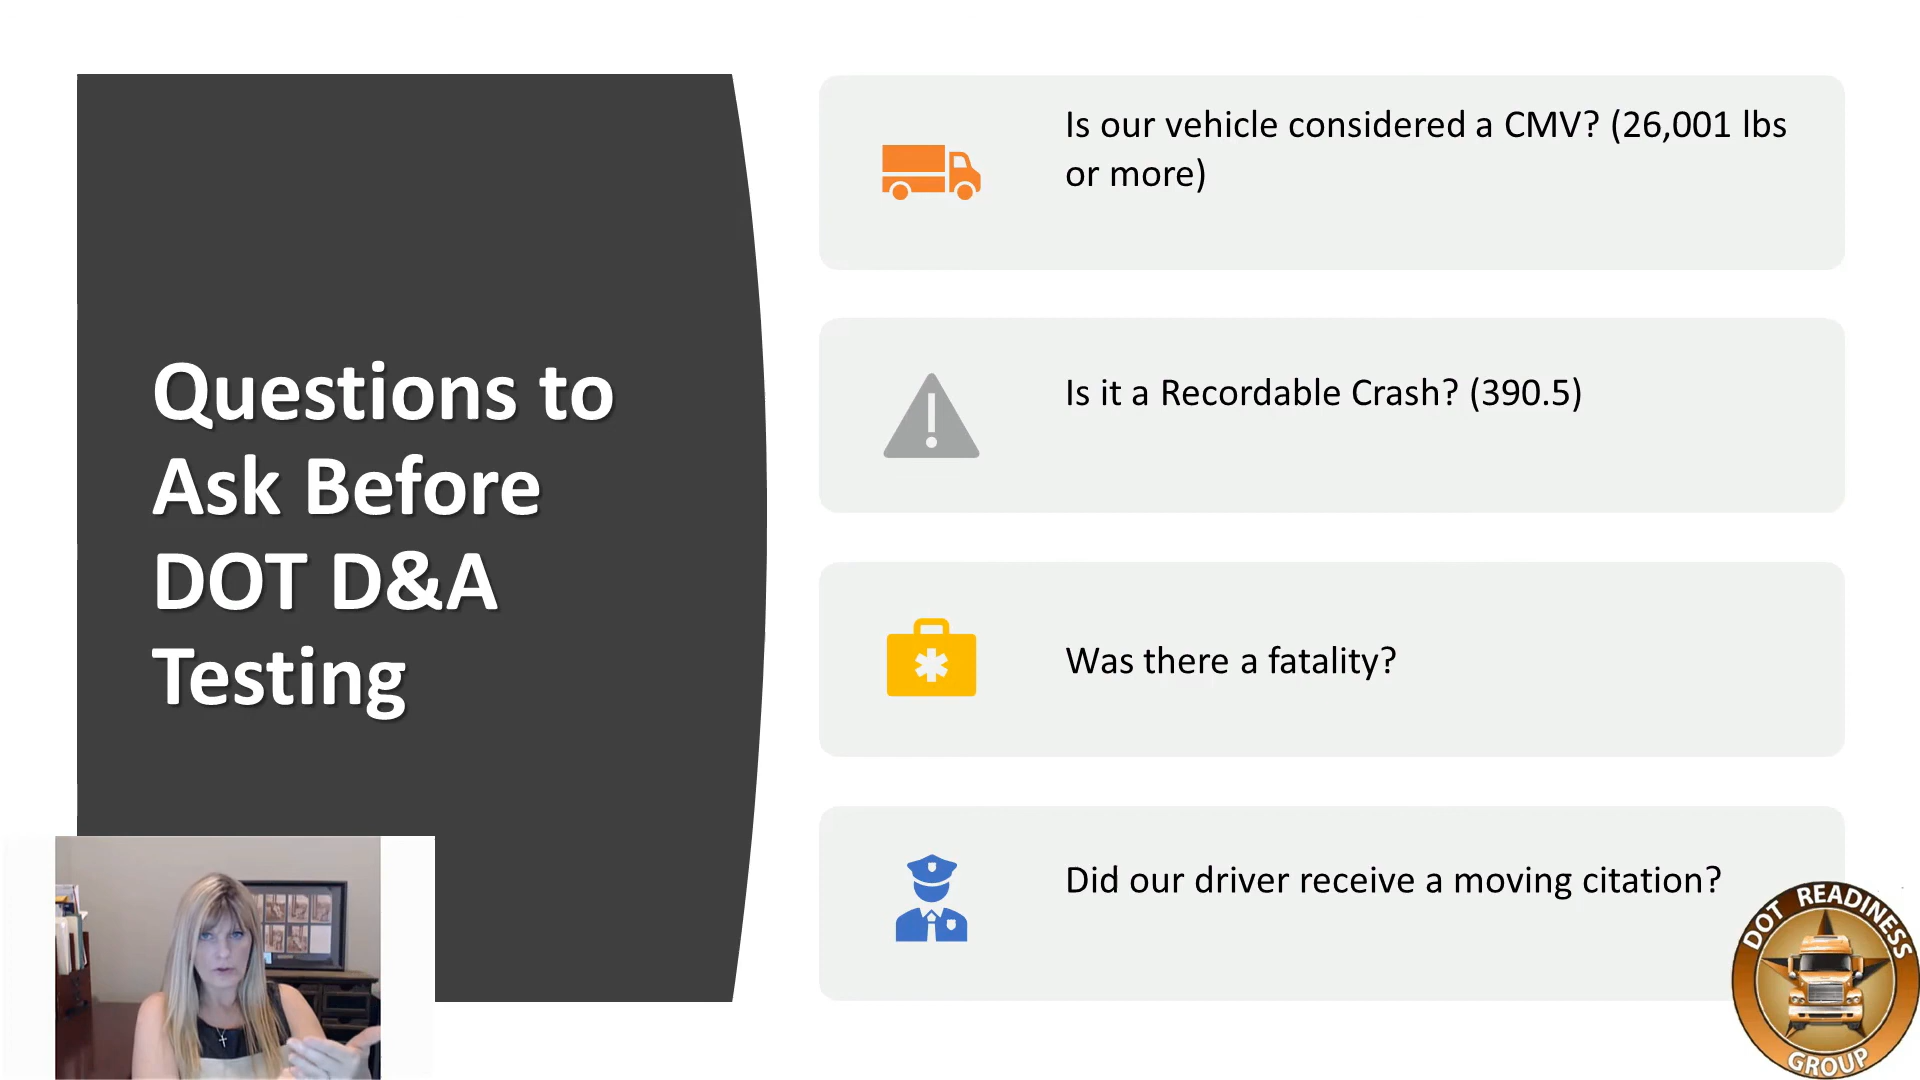 Questions to
Ask Before
DOT D&A
Testing
Is our vehicle considered a CMV? (26,001 lbs
or more)
Is it a Recordable Crash? (390.5)
Was there a fatality?
Did our driver receive a moving citation?
DOT READINESS
GROUP